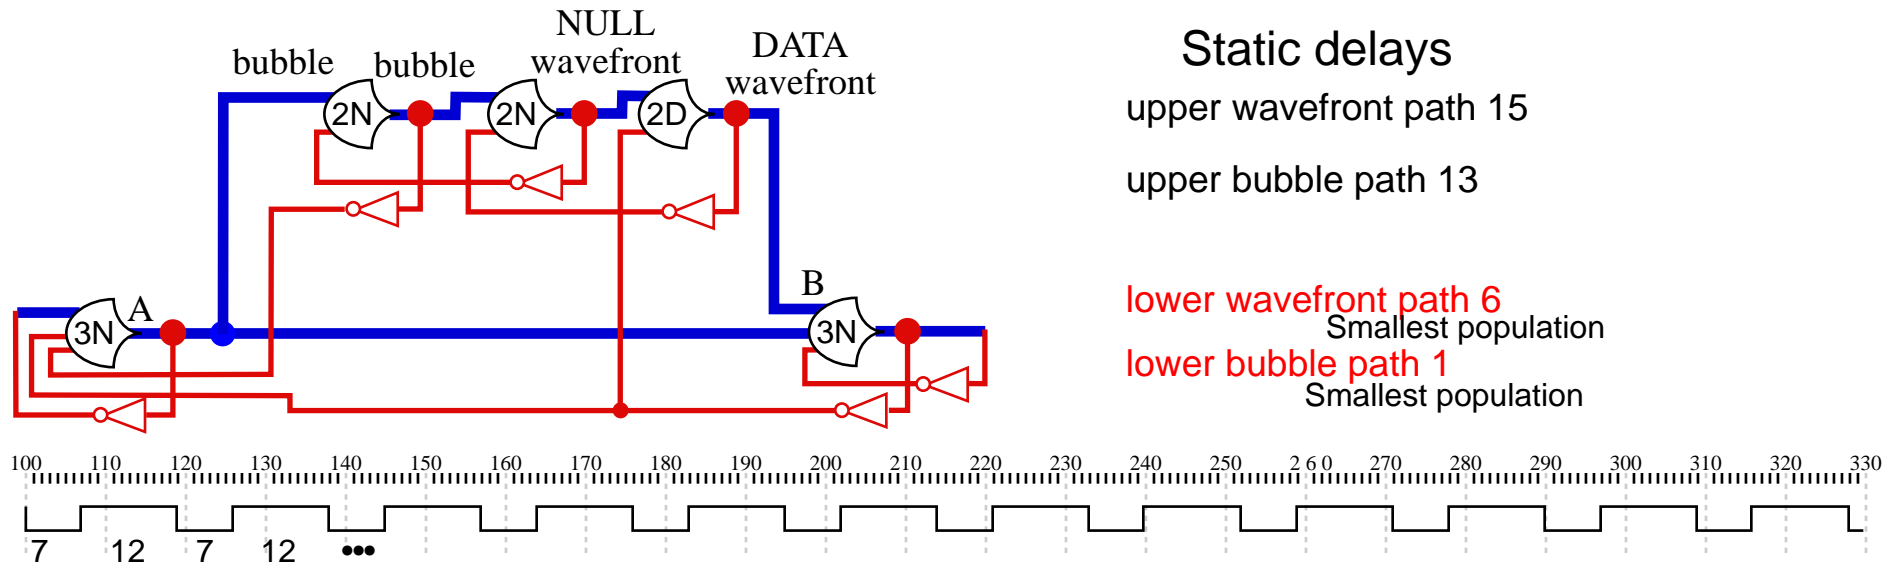 NULL
DATA
bubble
bubble
wavefront
wavefront
2N
2N
2D
A
3N
B
3N
Static delays
upper wavefront path 15
upper bubble path 13
lower wavefront path 6
Smallest population
lower bubble path 1
Smallest population
100 110 120 130 140 150 160 170 180 190 200 210 220 230 240 250 2 6 0 270 280 290 300 310 320 330
7 12 7 12 •••